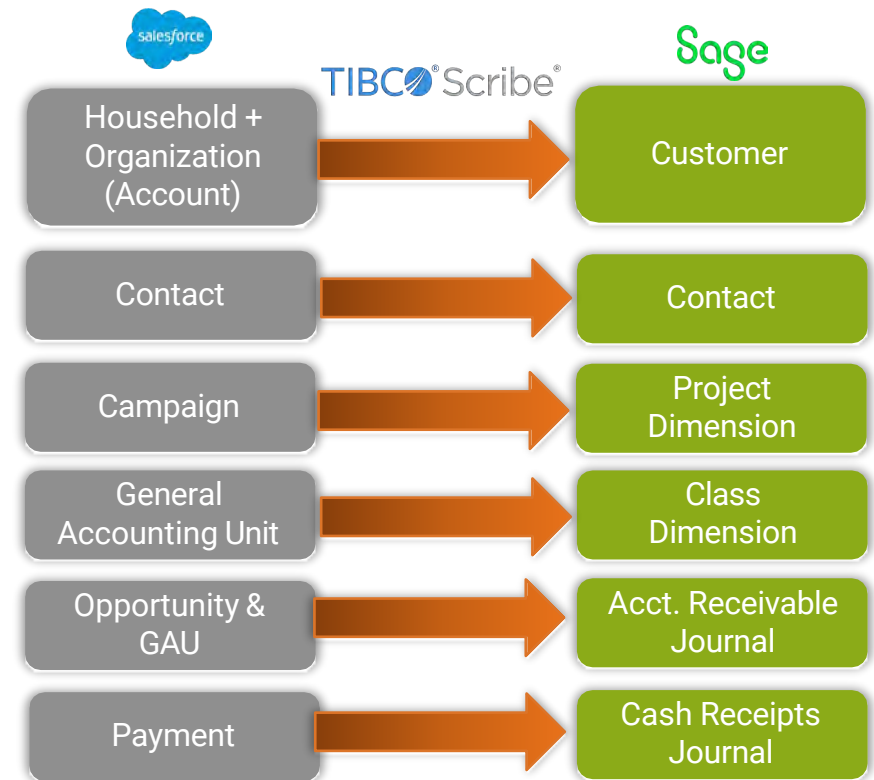 salesforce
TIBCO® Scribe®
Sage
Household +
Organization
(Account)
Customer
Contact
Contact
Campaign
Project
Dimension
General
Accounting Unit
Class
Dimension
Opportunity &
GAU
Acct. Receivable
Journal
Payment
Cash Receipts
Journal